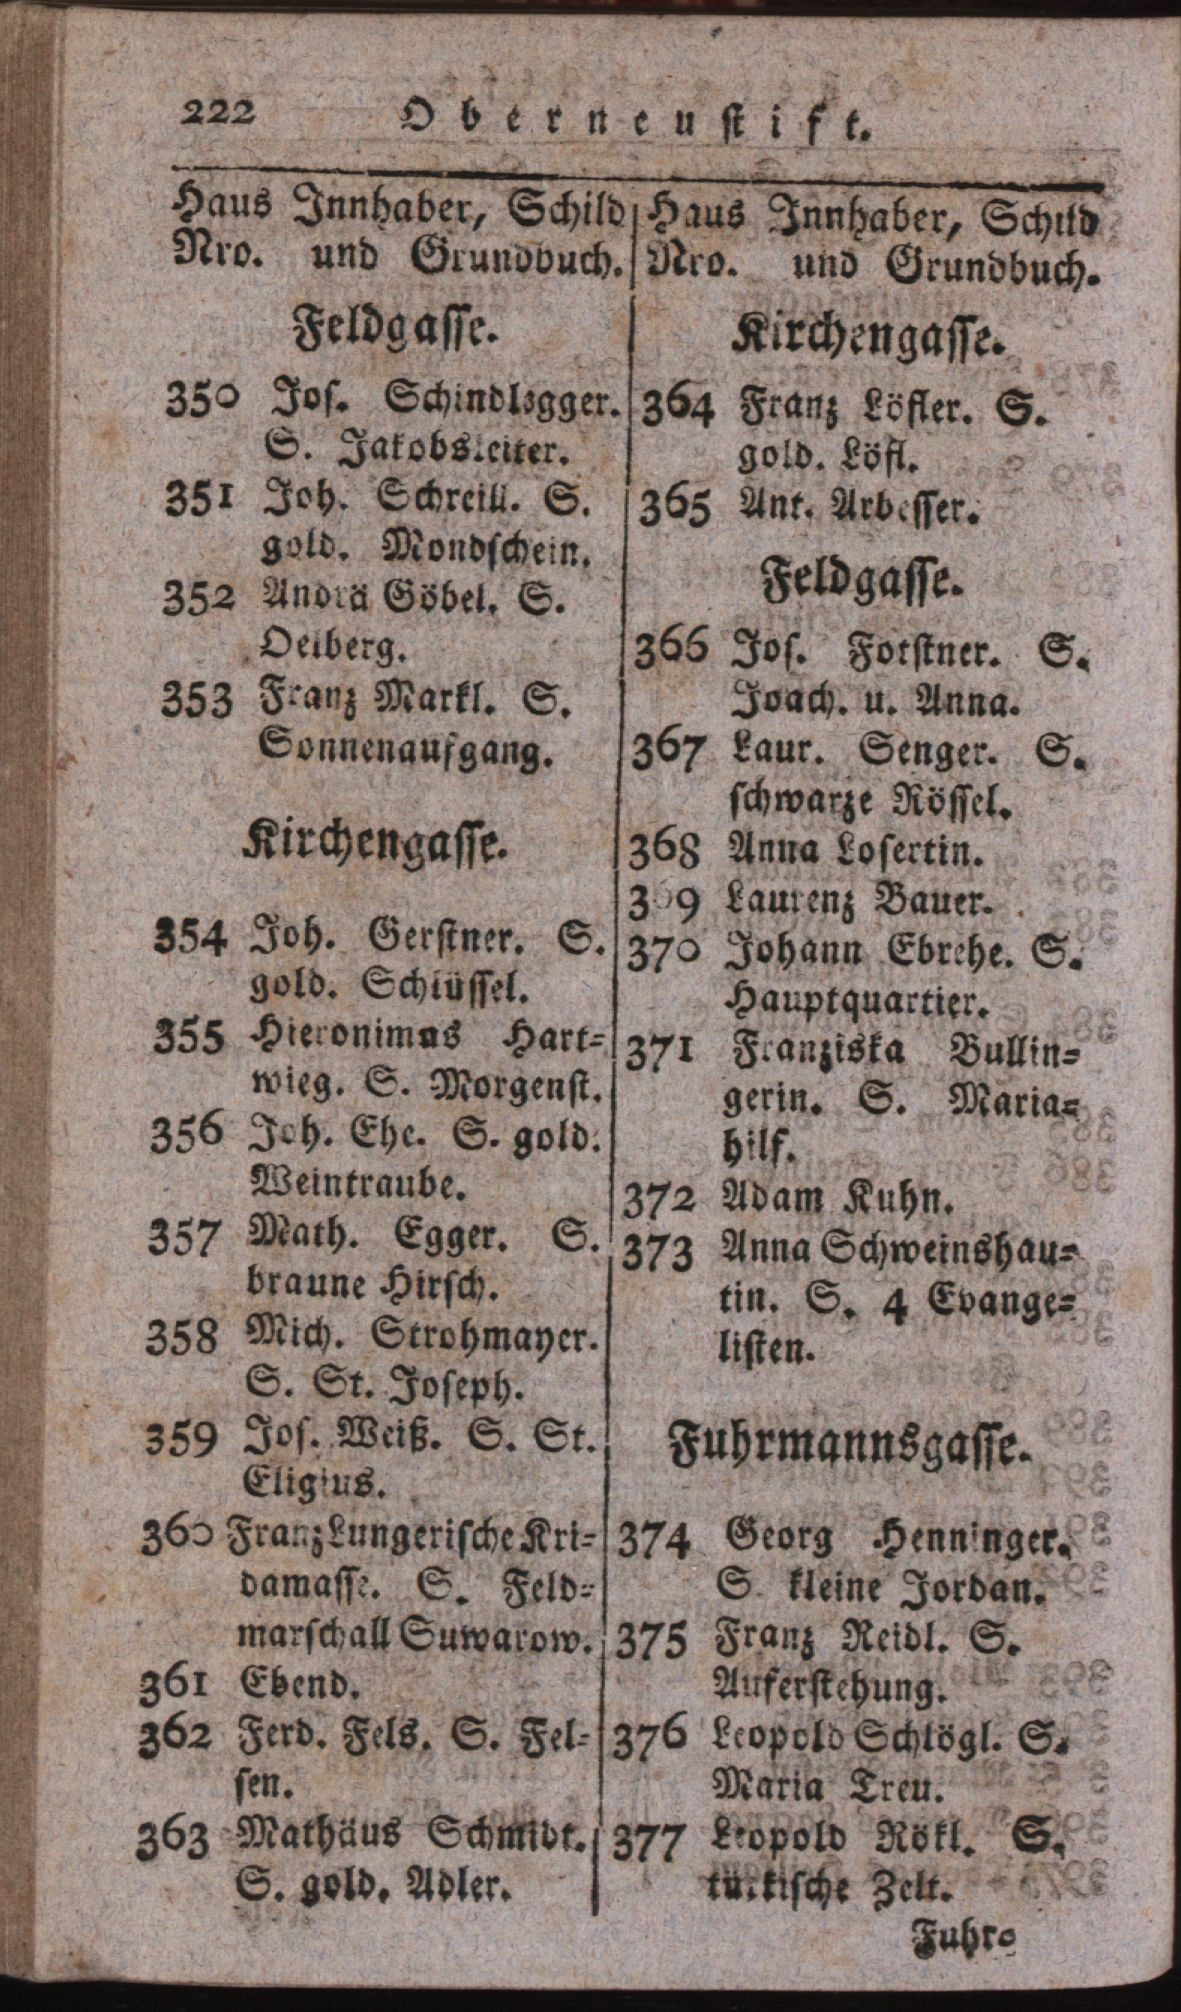 222 Oberneustift.
Haus Innhaber, Schild
Nro. und Grundbuch.
Feldgasse.
350 Jos. Schindlegger.
S. Jakobsleiter.
351 Joh. Schreill. S.
gold. Mondschein.
352 Andrä Göbel. S.
Oelberg.
353 Franz Markl. S.
Sonnenaufgang.
Kirchengasse.
354 Joh. Gerstner. S.
gold. Schlüssel.
355 Hieronimus Hart-
wieg. S. Morgenst.
356 Joh. Ehe. S. gold.
Weintraube.
357 Math. Egger. S.
braune Hirsch.
358 Mich. Strohmayer.
S. St. Joseph.
359 Jos. Weiß. S. St.
Eligius.
360 Franz Lungerische Kri-
damasse. S. Feld-
marschall Suwarow.
361 Ebend.
362 Ferd. Fels. S. Fel-
sen.
363 Mathäus Schmidt.
S. gold. Adler.
Haus Innhaber, Schild
Nro. und Grundbuch.
Kirchengasse.
364 Franz Löfler. S.
gold. Löfl.
365 Ant. Arbesser.
Feldgasse.
366 Jos. Forstner. S.
Joach. u. Anna.
367 Laur. Senger. S.
schwarze Rössel.
368 Anna Losertin.
369 Laurenz Bauer.
370 Johann Ebrehe. S.
Hauptquartier.
371 Franziska Bullin-
gerin. S. Maria-
hilf.
372 Adam Kuhn.
373 Anna Schweinshau-
tin. S. 4 Evange-
listen.
Fuhrmannsgasse.
374 Georg Henninger.
S kleine Jordan.
375 Franz Reidl. S.
Auferstehung.
376 Leopold Schlögl. S.
Maria Treu.
377 Leopold Rökl. S.
türkische Zelt.
Fuhr-